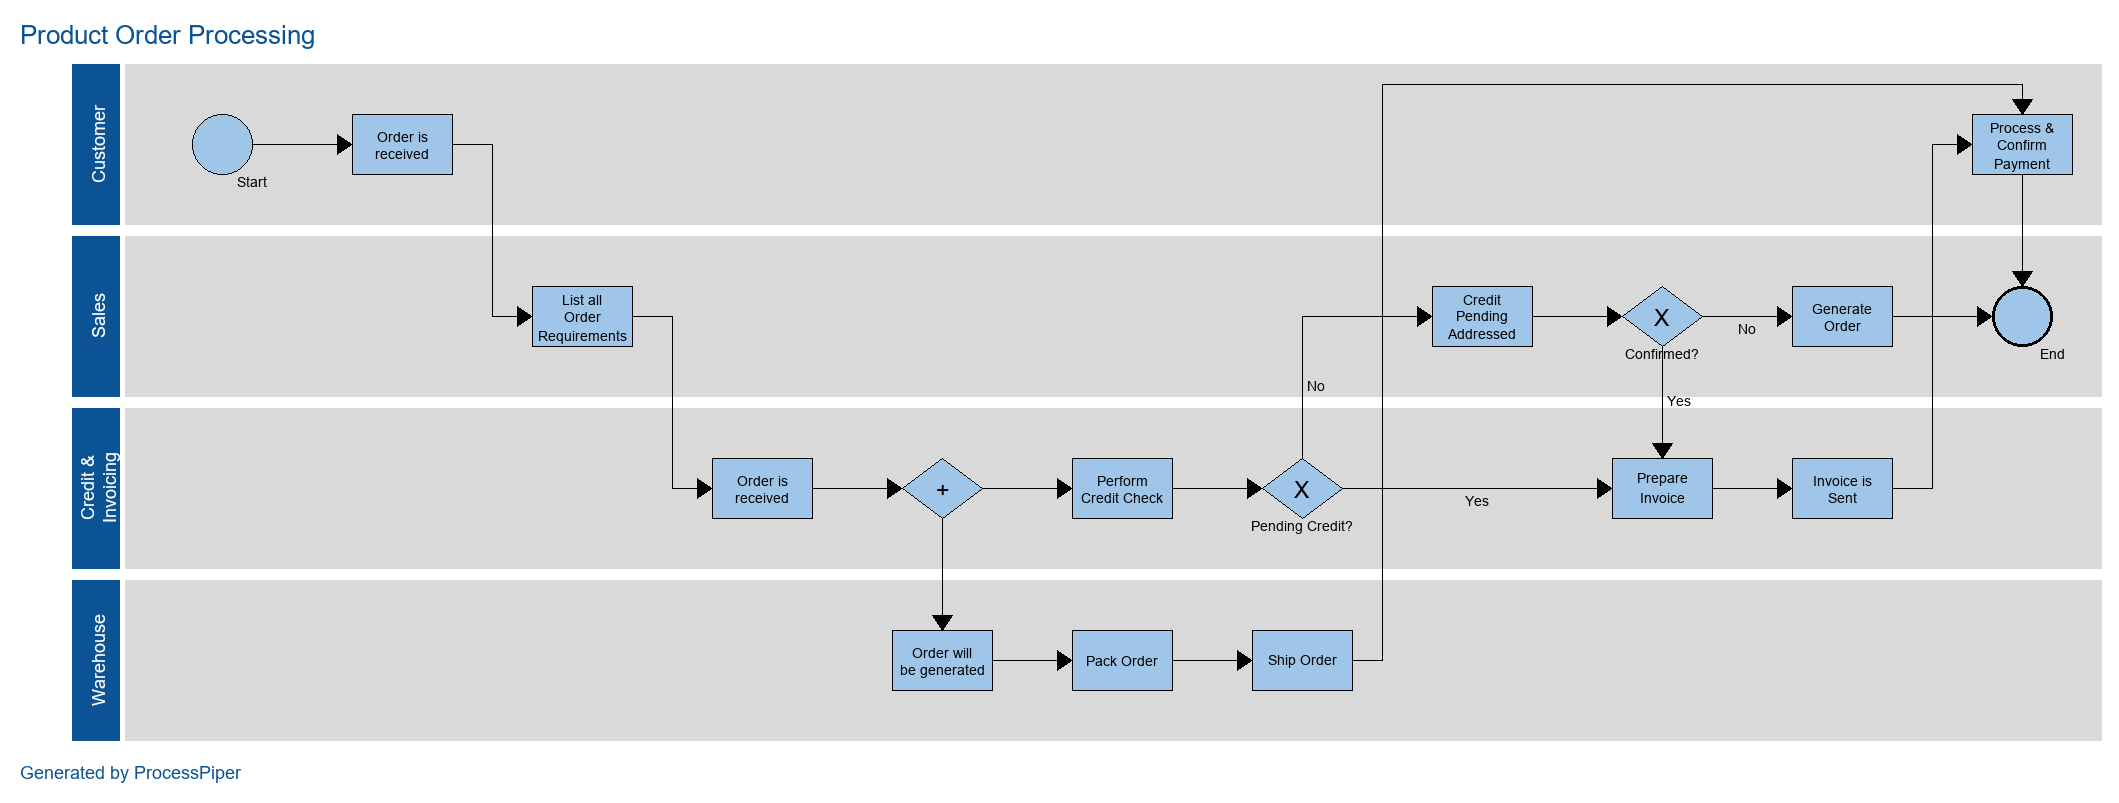 Product Order Processing
Customer
Start
Order is
received
Process &
Confirm
Payment
Sales
List all
Order
Requirements
Credit
Pending
Addressed
X
Confirmed?
No
Yes
Generate
Order
End
No
Credit &
Invoicing
Order is
received
+
Perform
Credit Check
X
Pending Credit?
Yes
Prepare
Invoice
Invoice is
Sent
Warehouse
Order will
be generated
Pack Order
Ship Order
Generated by ProcessPiper